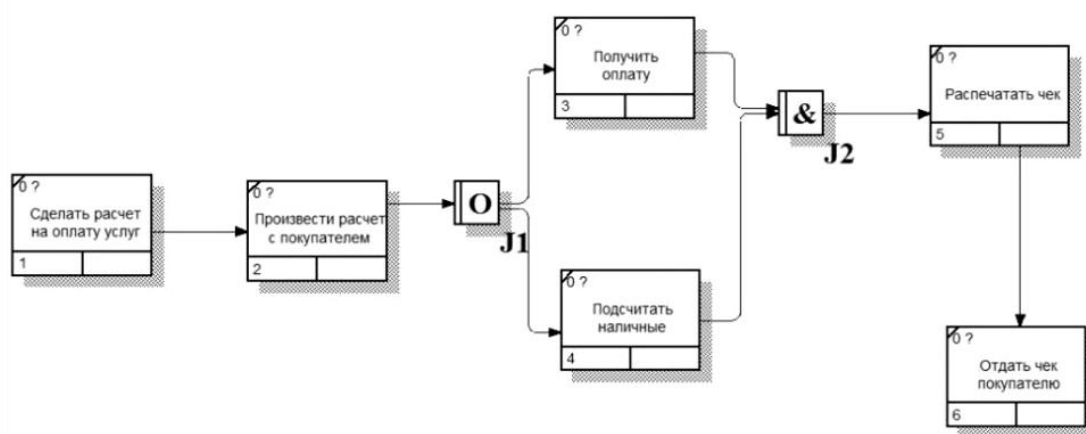 0 ?
Сделать расчет
на оплату услуг
1
0 ?
Произвести расчет
с покупателем
2
O
J1
0 ?
Получить
оплату
3
0 ?
Подсчитать
наличные
4
&
J2
0 ?
Распечатать чек
5
0 ?
Отдать чек
покупателю
6